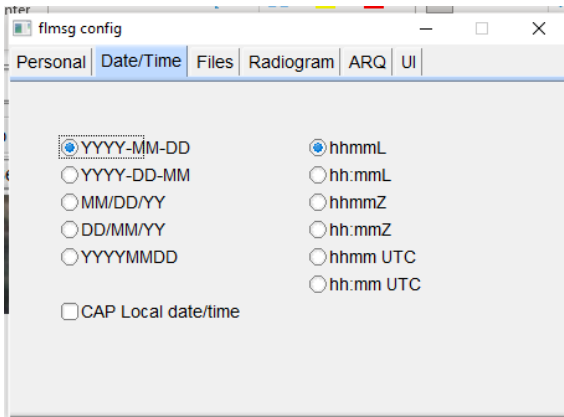 nter
flmsg config
Personal Date/Time Files Radiogram ARQ UI
YYYY-MM-DD hhmmL
YYYY-DD-MM hh:mmL
MM/DD/YY hhmmZ
DD/MM/YY hh:mmZ
YYYYMMDD hhmm UTC
hh:mm UTC
CAP Local date/time